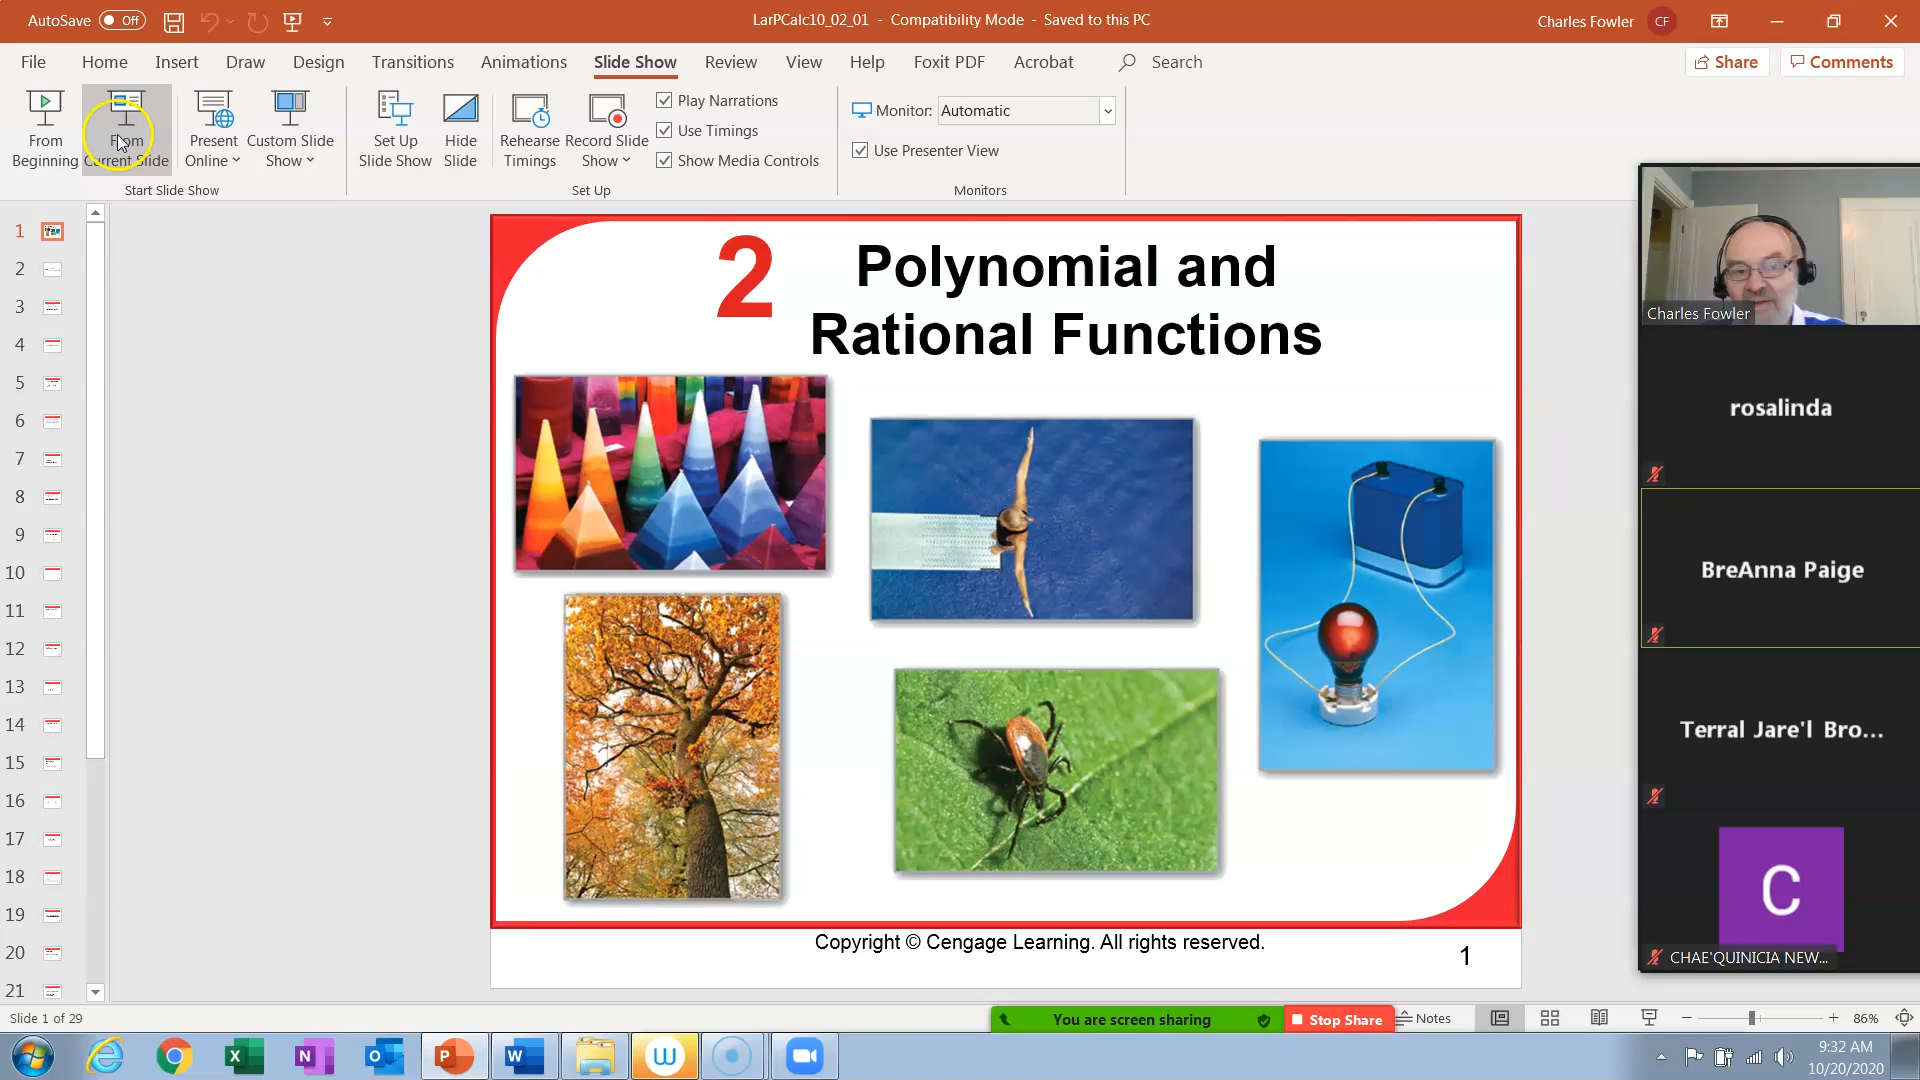 AutoSave Off
LarPCalc10_02_01 - Compatibility Mode - Saved to this PC
Charles Fowler CF
File Home Insert Draw Design Transitions Animations Slide Show Review View Help Foxit PDF Acrobat Search
Share Comments
From Beginning
From Current Slide
Present Online
Custom Slide Show
Start Slide Show
Set Up Slide Show
Hide Slide
Rehearse Timings
Record Slide Show
Play Narrations
Use Timings
Show Media Controls
Set Up
Monitor: Automatic
Use Presenter View
Monitors
1
2
3
4
5
6
7
8
9
10
11
12
13
14
15
16
17
18
19
20
21
2 Polynomial and
Rational Functions
Copyright © Cengage Learning. All rights reserved.
1
Charles Fowler
rosalinda
BreAnna Paige
Terral Jare'l Bro...
C
CHAE'QUINICIA NEW...
Slide 1 of 29
You are screen sharing
Stop Share
Notes
86%
9:32 AM
10/20/2020